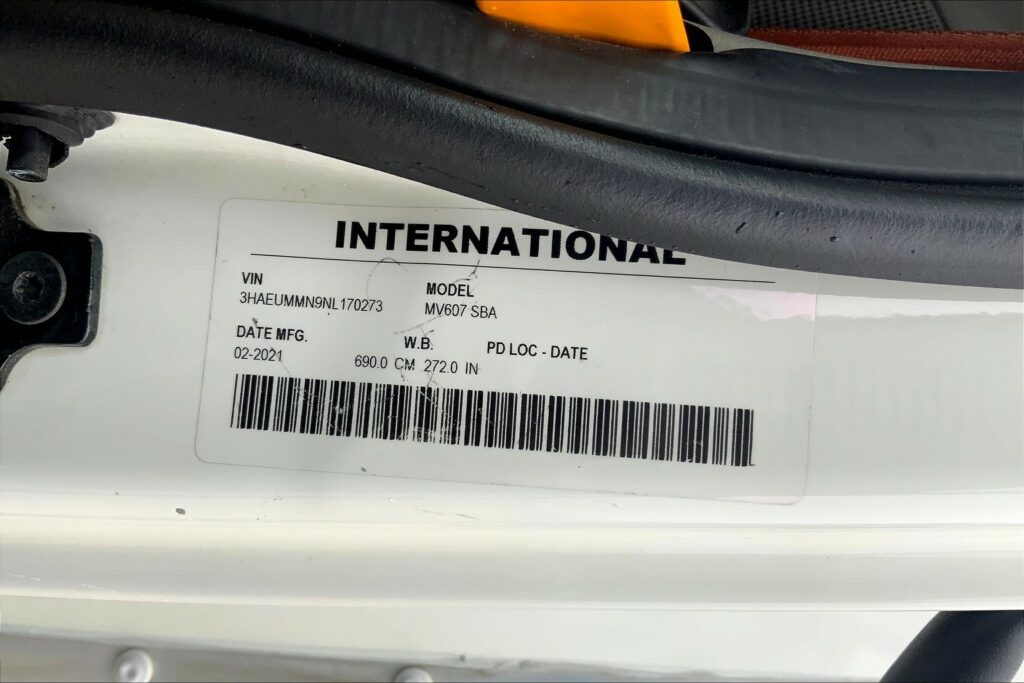 INTERNATIONAL
VIN MODEL
3HAEUMMN9NL170273 MV607 SBA
DATE MFG. W.B. PD LOC - DATE
02-2021 690.0 CM 272.0 IN